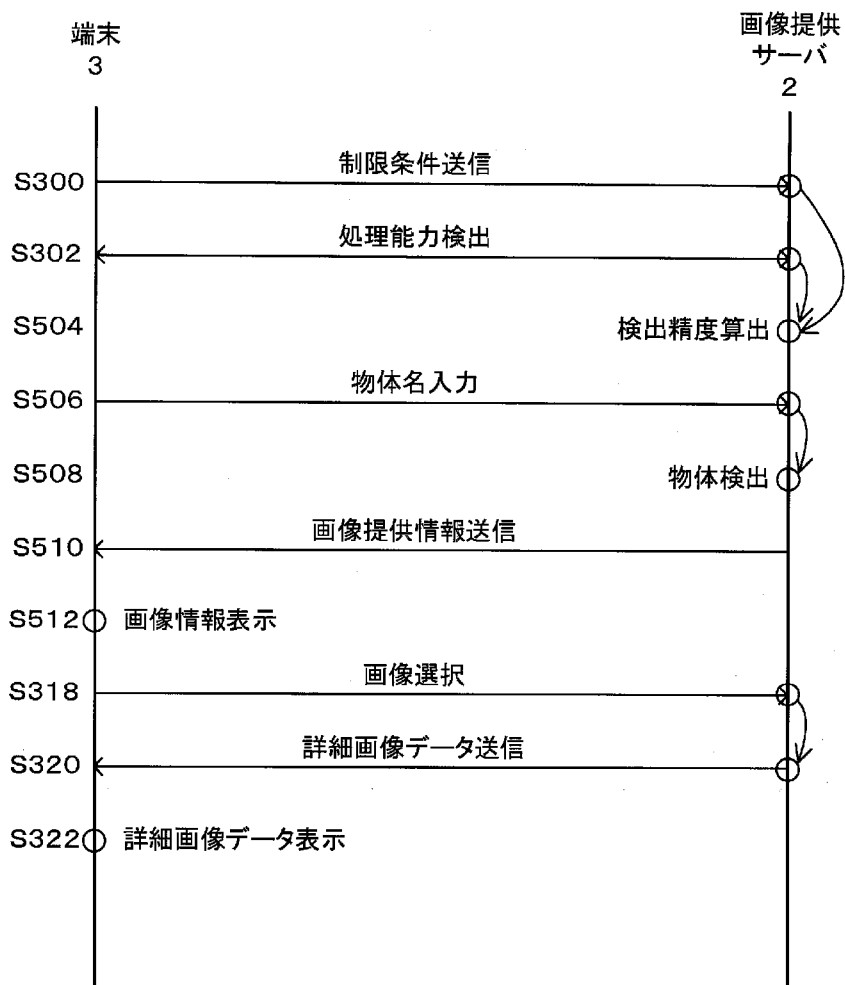 端末
3
画像提供
サーバ
2
S300
制限条件送信
S302
処理能力検出
S504
検出精度算出
S506
物体名入力
S508
物体検出
S510
画像提供情報送信
S512
画像情報表示
S318
画像選択
S320
詳細画像データ送信
S322
詳細画像データ表示